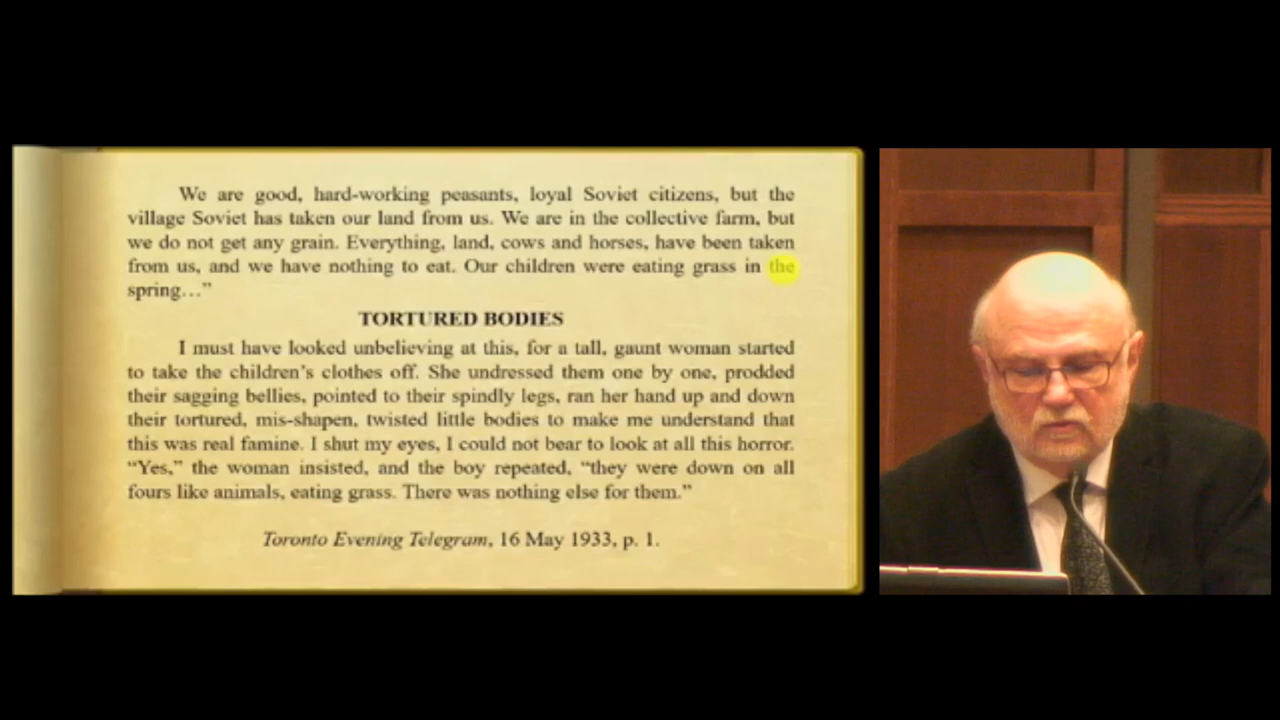 We are good, hard-working peasants, loyal Soviet citizens, but the
village Soviet has taken our land from us. We are in the collective farm, but
we do not get any grain. Everything, land, cows and horses, have been taken
from us, and we have nothing to eat. Our children were eating grass in the
spring…”
TORTURED BODIES
I must have looked unbelieving at this, for a tall, gaunt woman started
to take the children’s clothes off. She undressed them one by one, prodded
their sagging bellies, pointed to their spindly legs, ran her hand up and down
their tortured, mis-shapen, twisted little bodies to make me understand that
this was real famine. I shut my eyes, I could not bear to look at all this horror.
“Yes,” the woman insisted, and the boy repeated, “they were down on all
fours like animals, eating grass. There was nothing else for them.”
Toronto Evening Telegram, 16 May 1933, p. 1.